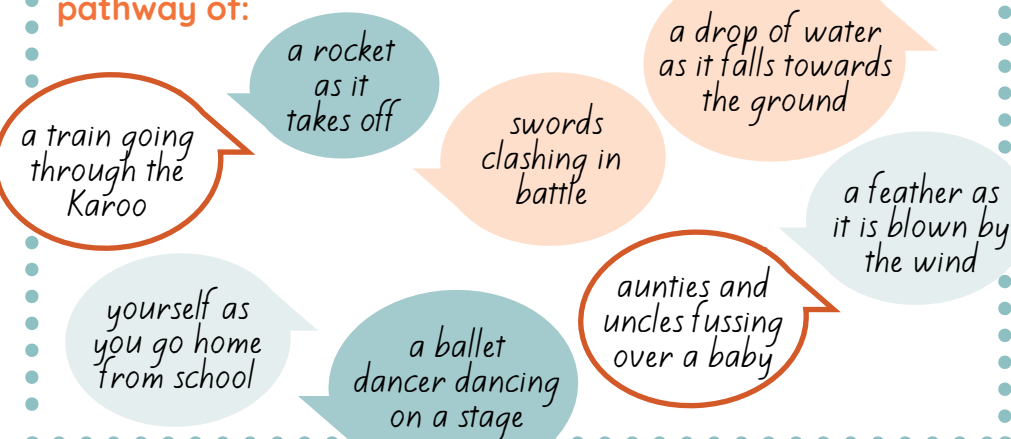 pathway of:
a rocket
as it
takes off
a drop of water
as it falls towards
the ground
a train going
through the
Karoo
swords
clashing in
battle
a feather as
it is blown by
the wind
yourself as
you go home
from school
a ballet
dancer dancing
on a stage
aunties and
uncles fussing
over a baby